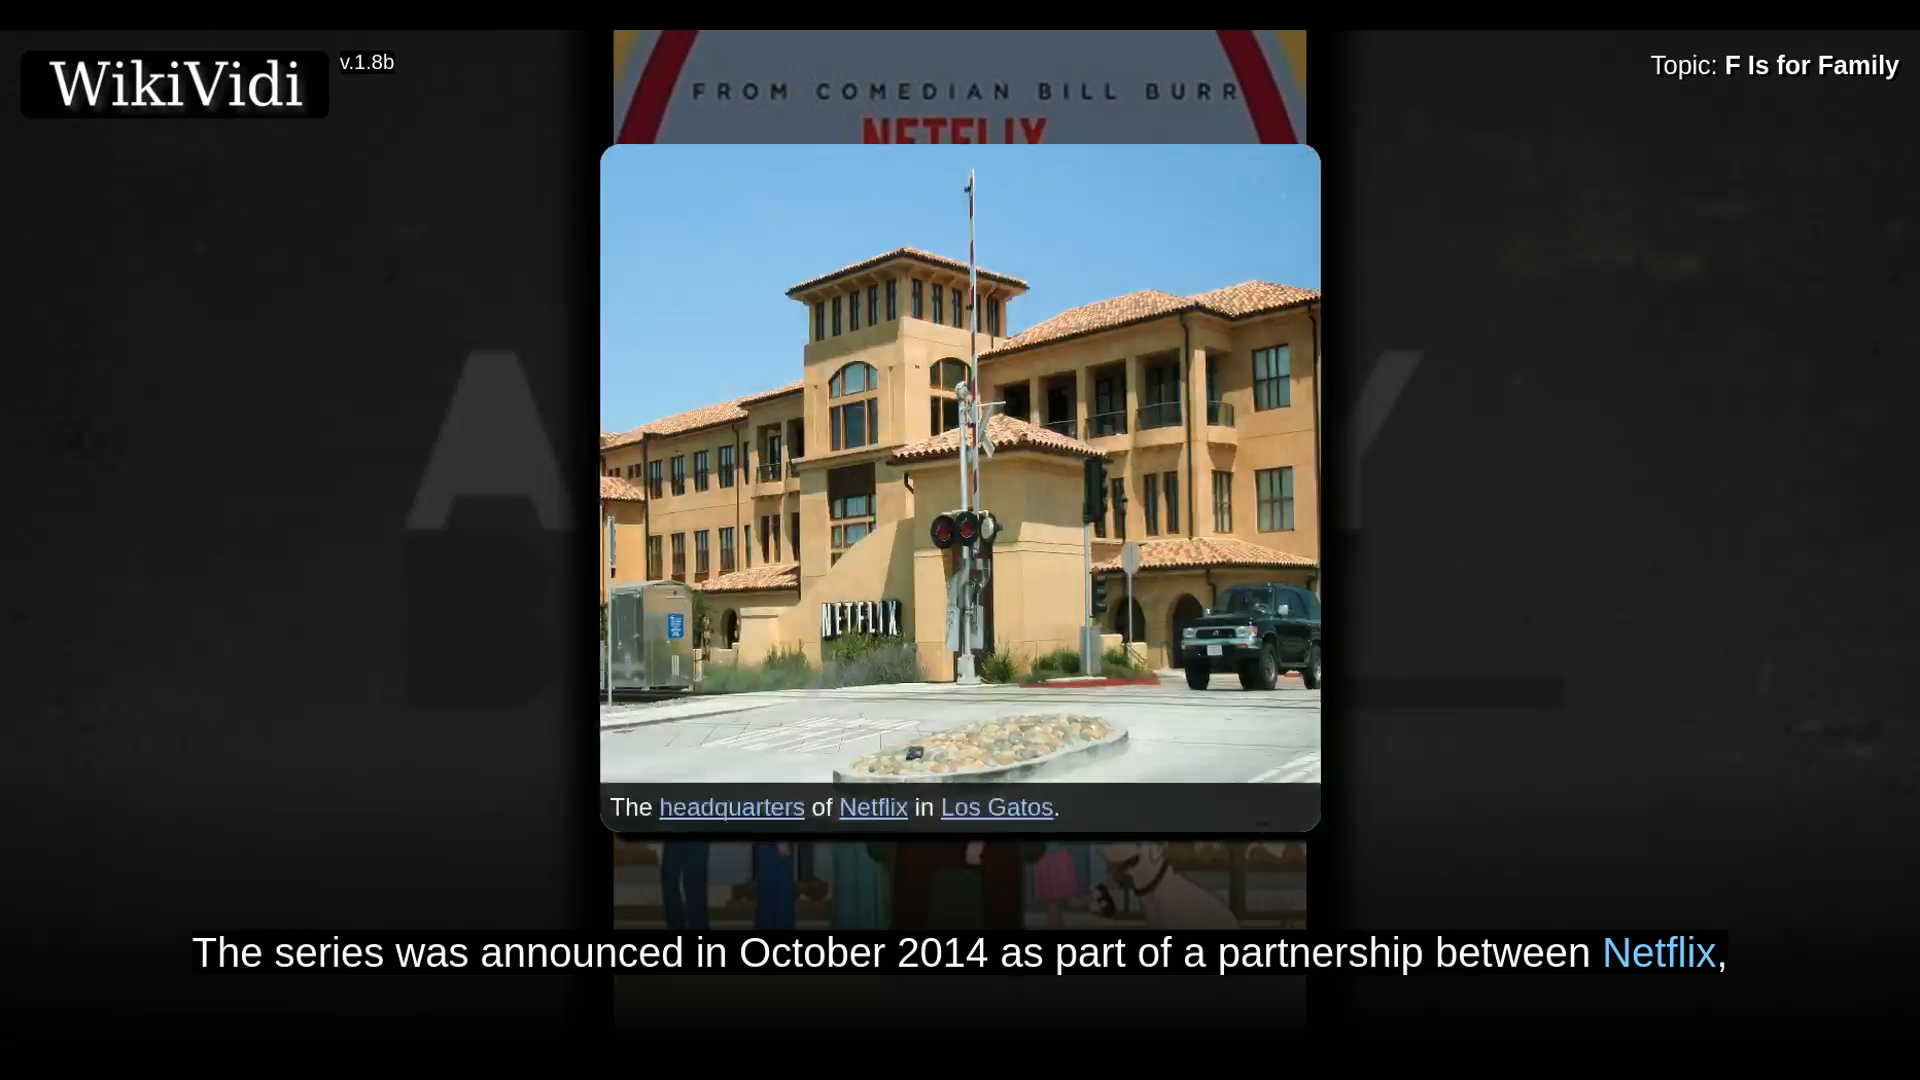 WikiVidi
v.1.8b
Topic: F Is for Family
FROM COMEDIAN BILL BURR
NETFLIX
NETFLIX
The headquarters of Netflix in Los Gatos.
The series was announced in October 2014 as part of a partnership between Netflix,